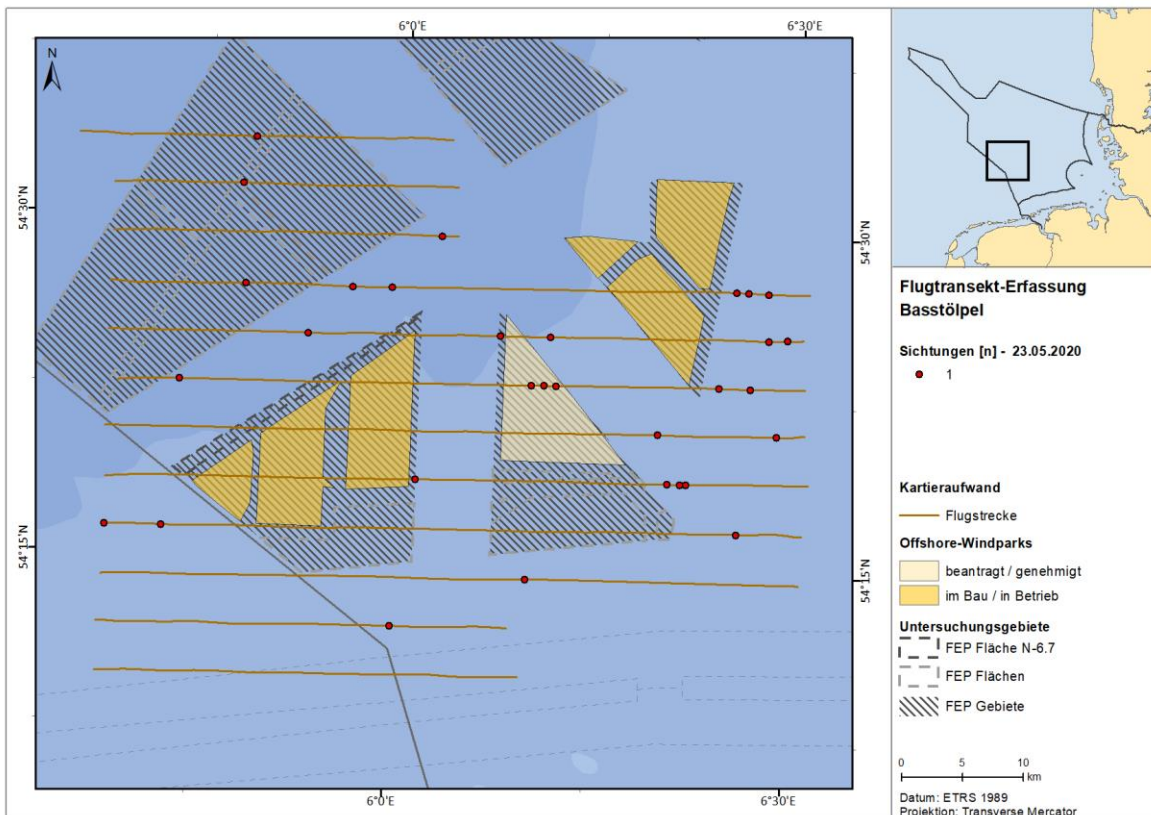 6°0'E
6°30'E
N
54°30'N
54°30'N
54°15'N
54°15'N
6°0'E
6°30'E
Flugtransekt-Erfassung
Basstölpel
Sichtungen [n] - 23.05.2020
1
Kartieraufwand
Flugstrecke
Offshore-Windparks
beantragt / genehmigt
im Bau / in Betrieb
Untersuchungsgebiete
FEP Fläche N-6.7
FEP Flächen
FEP Gebiete
0 5 10
km
Datum: ETRS 1989
Projektion: Transverse Mercator